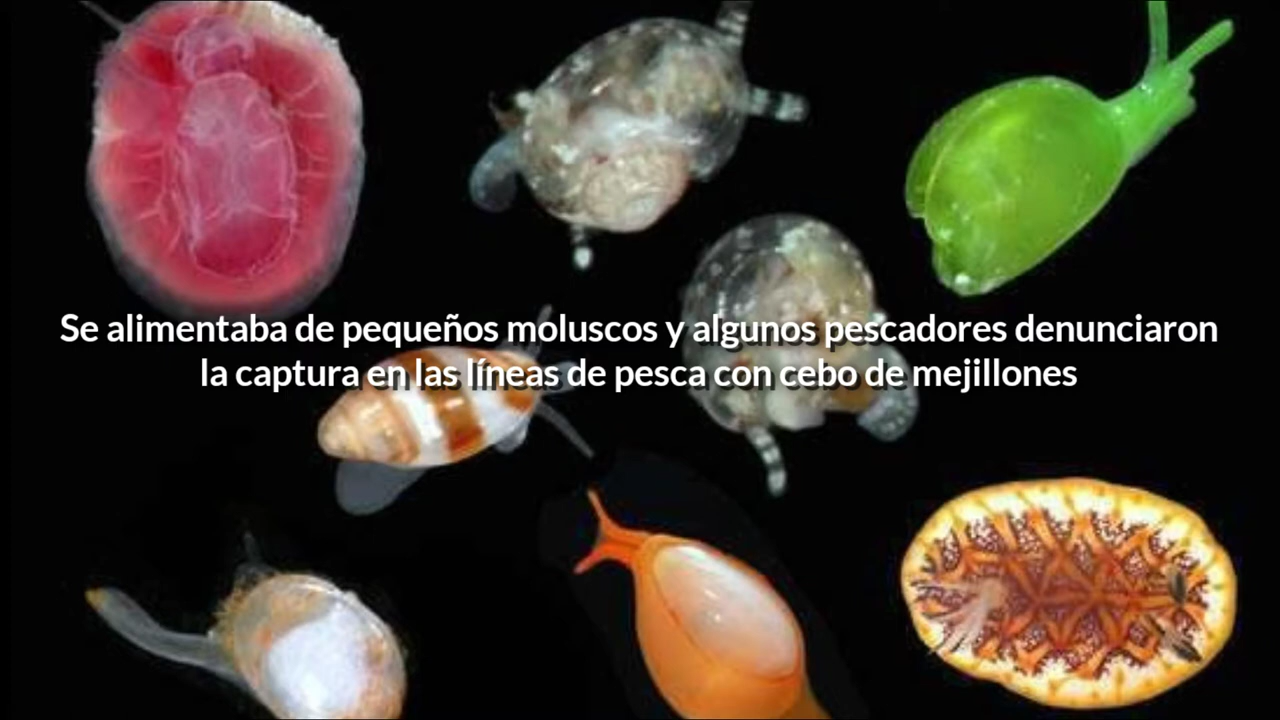 Se alimentaba de pequeños moluscos y algunos pescadores denunciaron
la captura en las líneas de pesca con cebo de mejillones